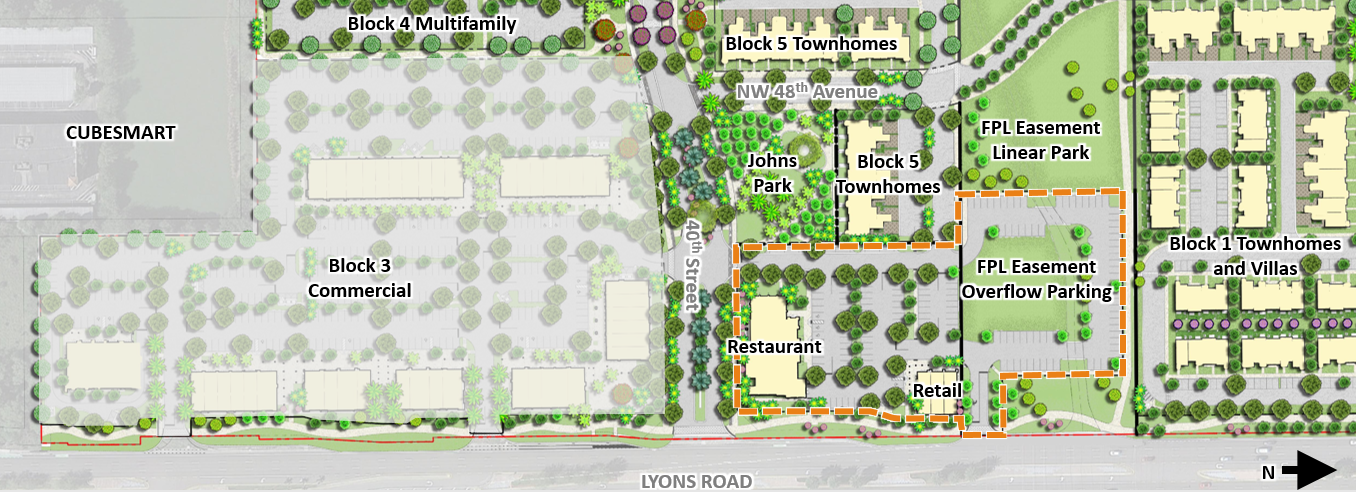 Block 4 Multifamily
Block 5 Townhomes
NW 48th Avenue
CUBESMART
FPL Easement
Linear Park
Johns
Park
Block 5
Townhomes
40th Street
Block 3
Commercial
FPL Easement
Overflow Parking
Block 1 Townhomes
and Villas
Restaurant
Retail
LYONS ROAD
N